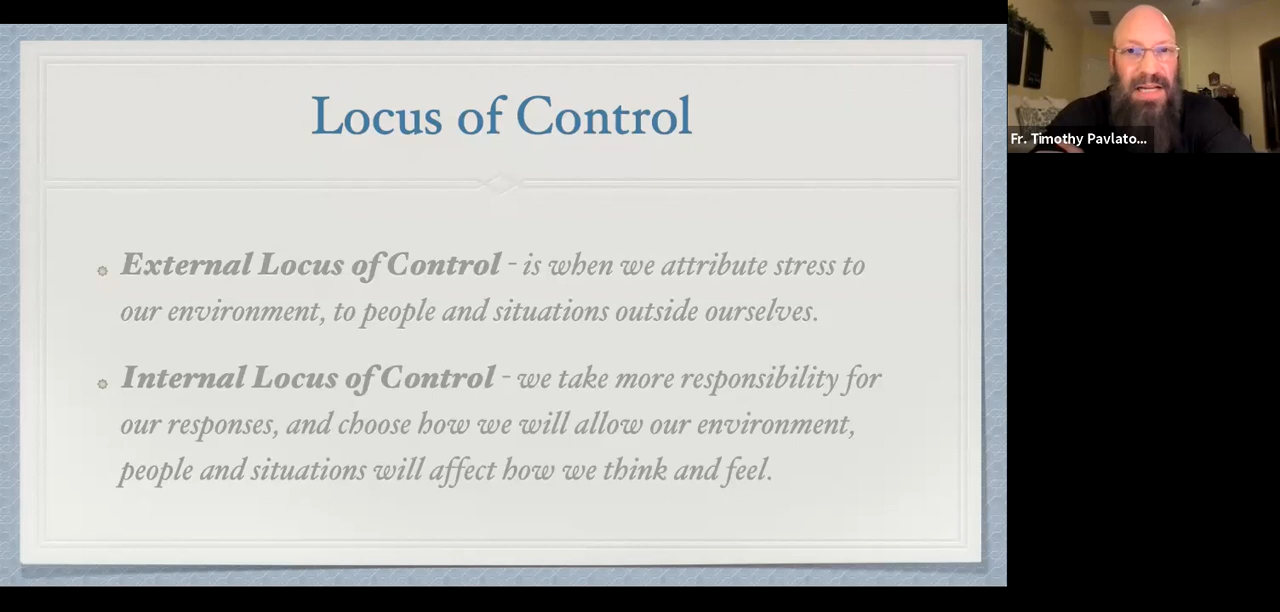 Locus of Control
External Locus of Control - is when we attribute stress to
our environment, to people and situations outside ourselves.
Internal Locus of Control - we take more responsibility for
our responses, and choose how we will allow our environment,
people and situations will affect how we think and feel.
Fr. Timothy Pavlato...